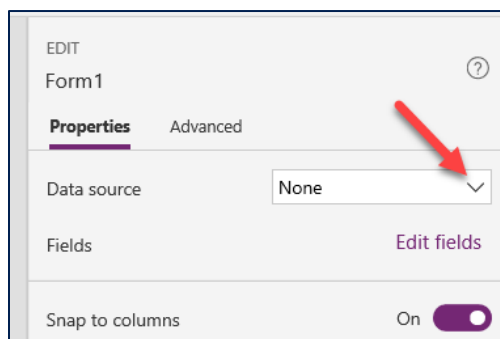 EDIT
Form1
Properties Advanced
Data source None
Fields Edit fields
Snap to columns On